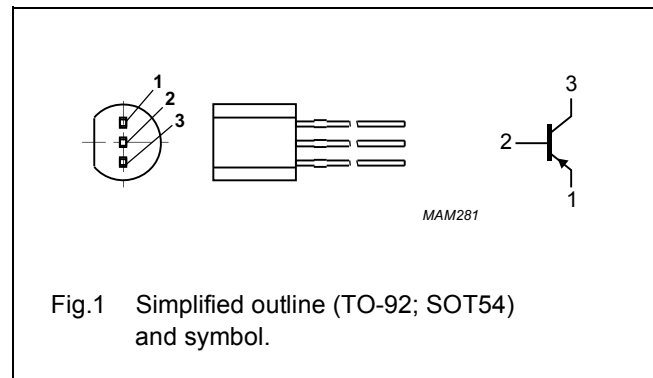 1
2
3
3
2
1
MAM281
Fig.1 Simplified outline (TO-92; SOT54)
and symbol.